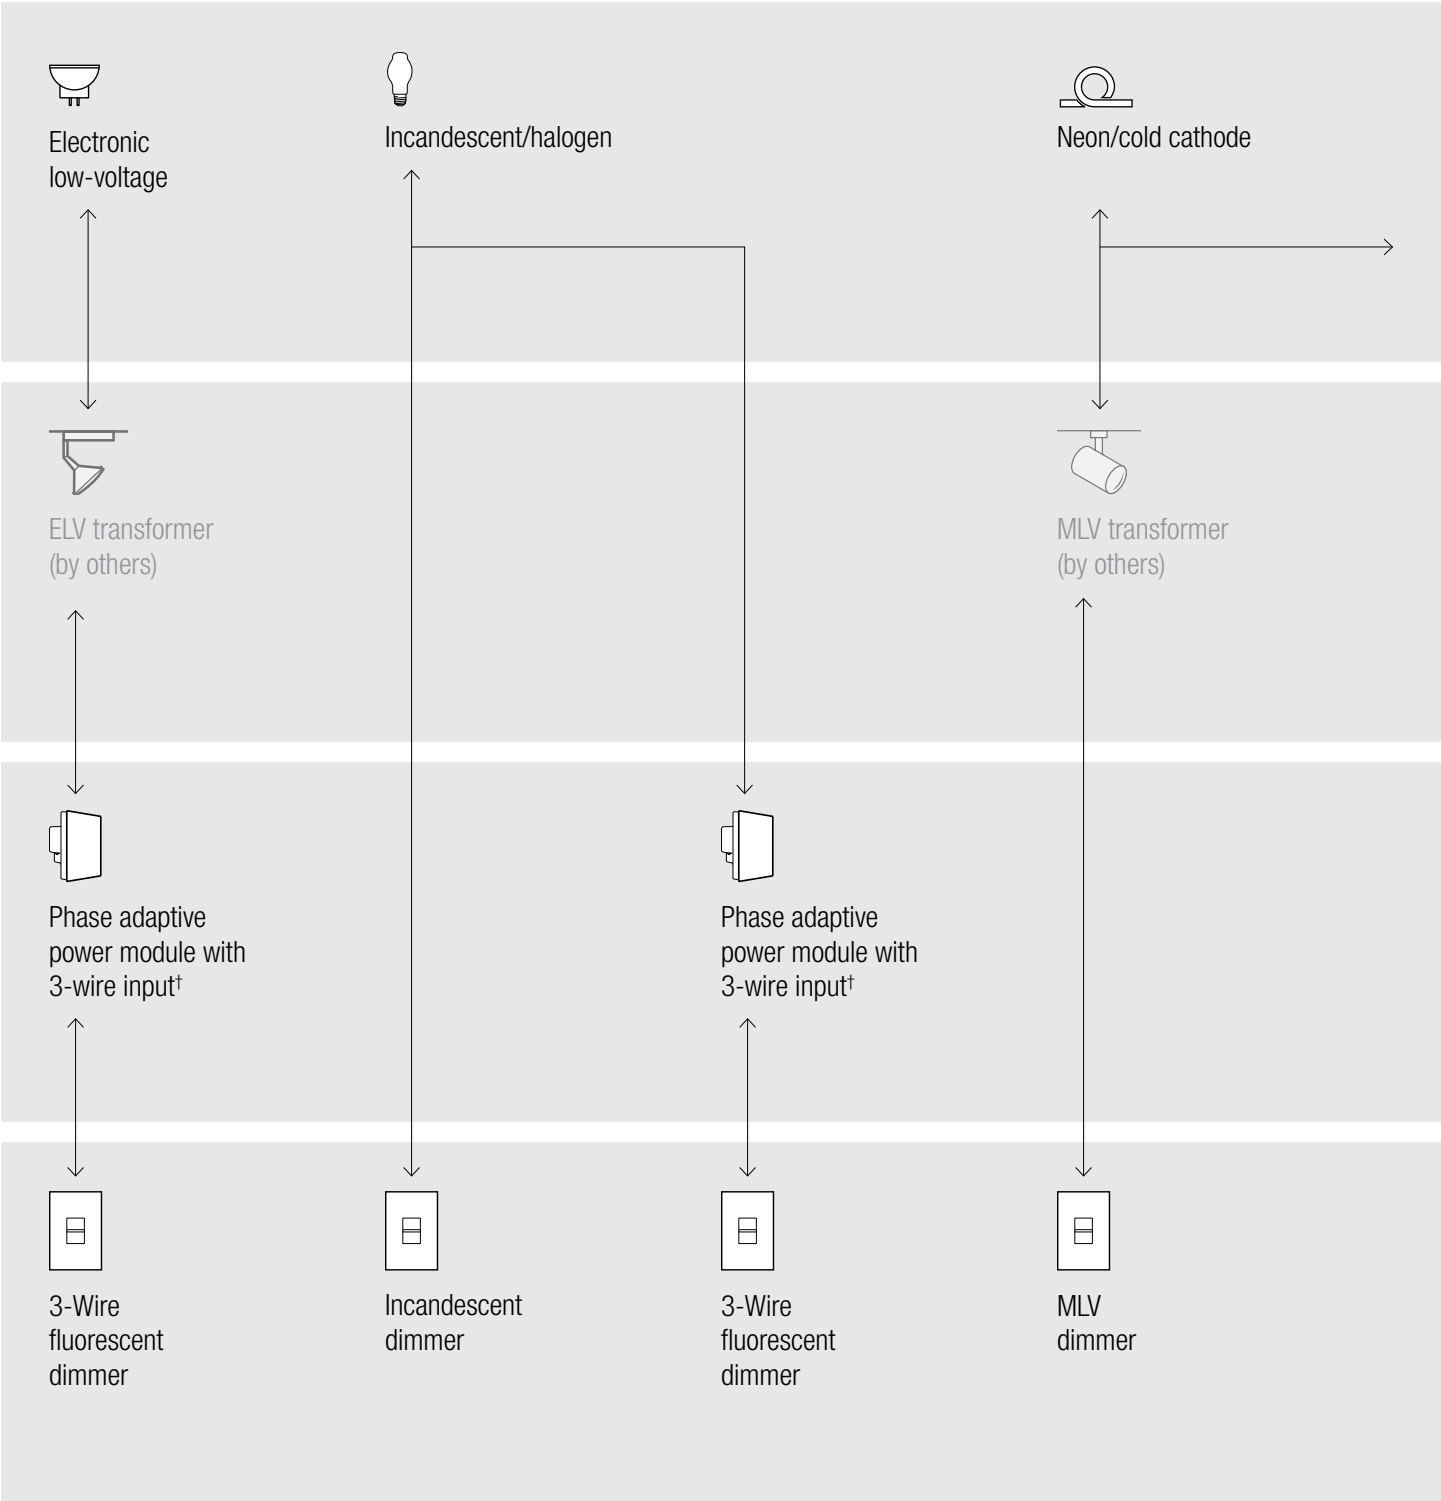 Electronic
low-voltage
Incandescent/halogen
Neon/cold cathode
ELV transformer
(by others)
MLV transformer
(by others)
Phase adaptive
power module with
3-wire input†
Phase adaptive
power module with
3-wire input†
3-Wire
fluorescent
dimmer
Incandescent
dimmer
3-Wire
fluorescent
dimmer
MLV
dimmer